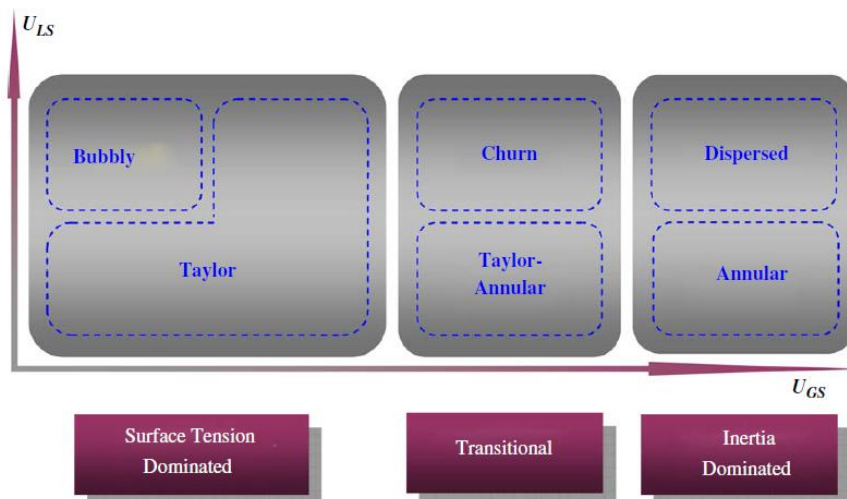 U_LS
Bubbly
Churn
Dispersed
Taylor
Taylor-
Annular
Annular
U_GS
Surface Tension
Dominated
Transitional
Inertia
Dominated